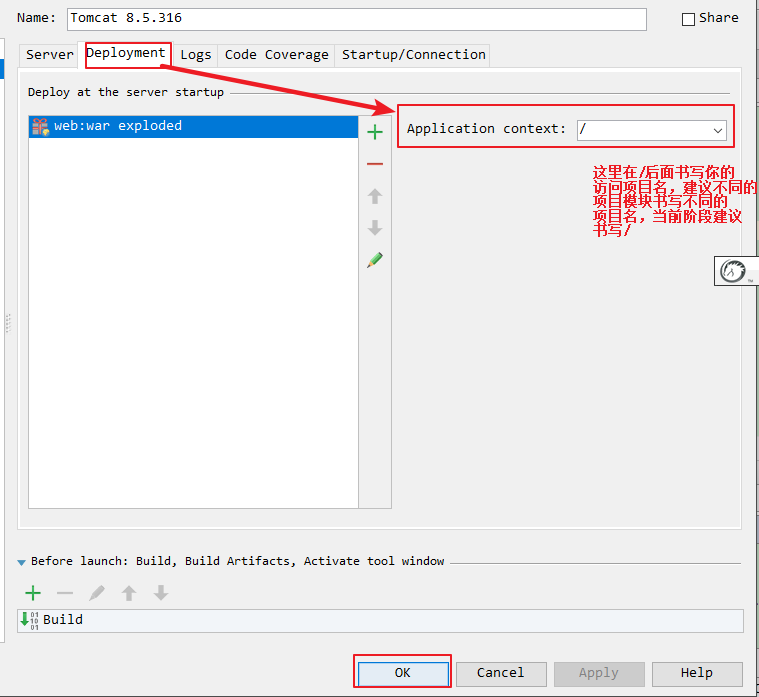 Name: Tomcat 8.5.316 Share
Server Deployment Logs Code Coverage Startup/Connection
Deploy at the server startup
web:war exploded
Application context: /
这里在/后面书写你的
访问项目名，建议不同的
项目模块书写不同的
项目名，当前阶段建议
书写/
Before launch: Build, Build Artifacts, Activate tool window
Build
OK Cancel Apply Help